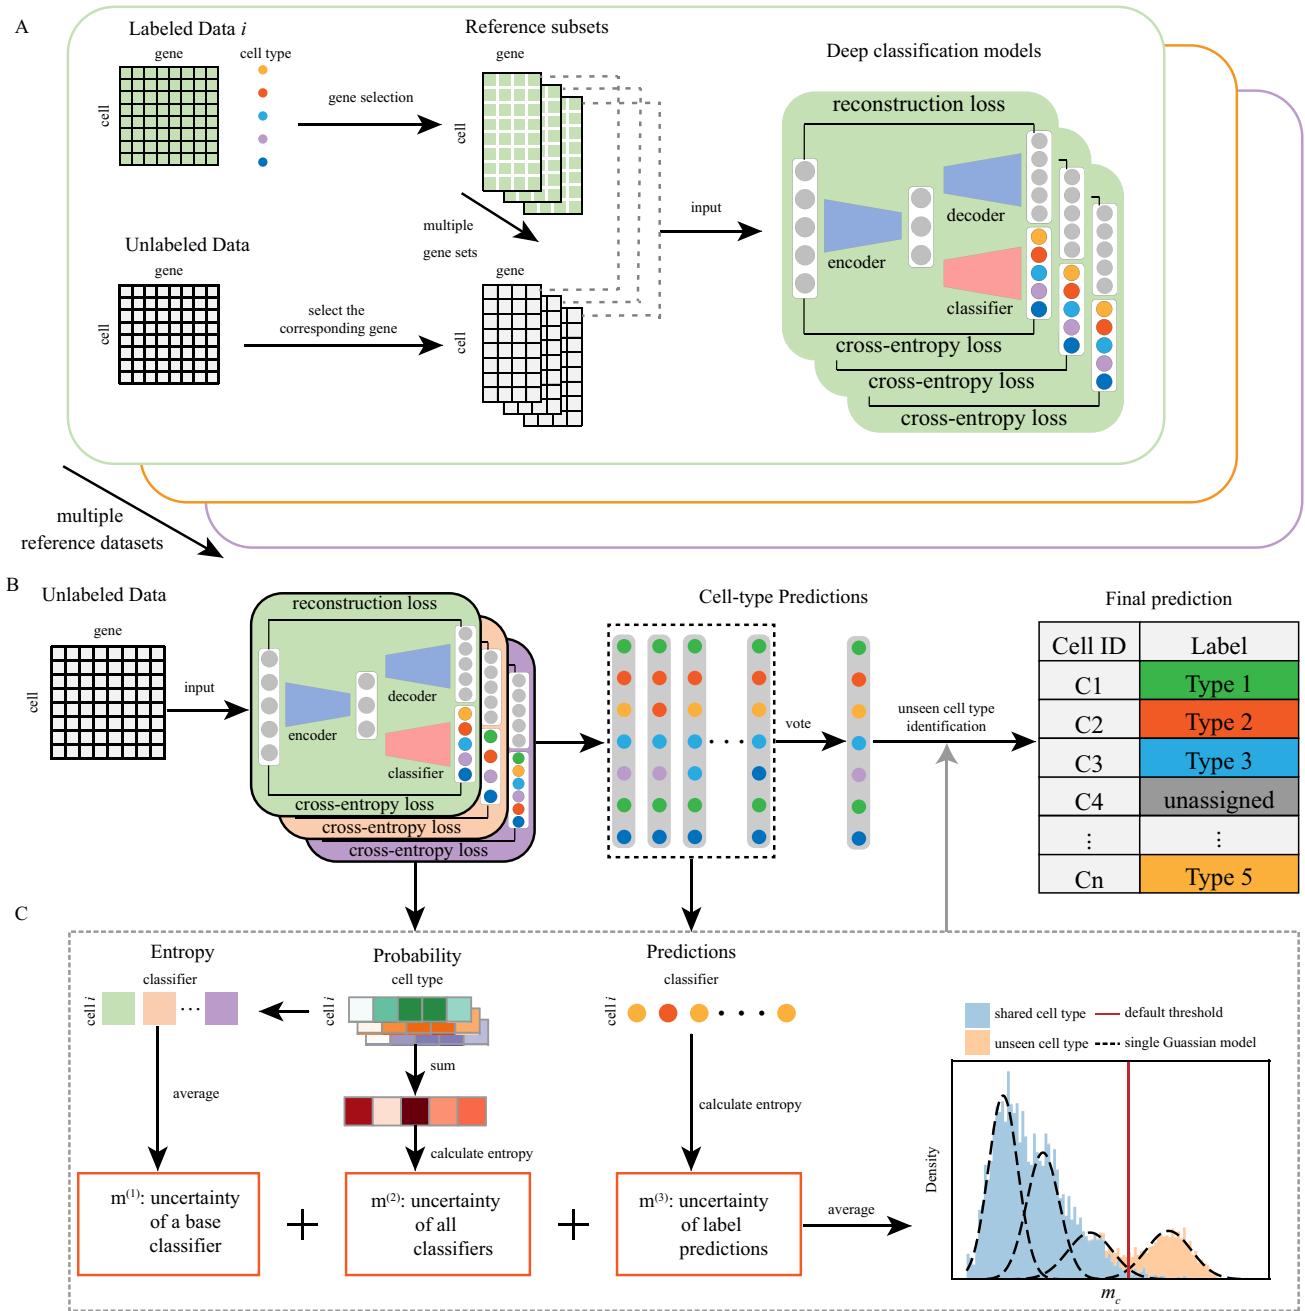 A
Labeled Data i
gene
cell type
cell
gene selection
Reference subsets
gene
cell
multiple
gene sets
Unlabeled Data
gene
cell
select the
corresponding gene
gene
cell
input
Deep classification models
reconstruction loss
encoder
decoder
classifier
cross-entropy loss
cross-entropy loss
cross-entropy loss
multiple
reference datasets
B
Unlabeled Data
gene
cell
input
reconstruction loss
encoder
decoder
classifier
cross-entropy loss
cross-entropy loss
cross-entropy loss
Cell-type Predictions
vote
unseen cell type
identification
Final prediction
Cell ID Label
C1 Type 1
C2 Type 2
C3 Type 3
C4 unassigned
⋮ ⋮
Cn Type 5
C
Entropy
classifier
cell i
average
Probability
cell type
cell i
sum
calculate entropy
Predictions
classifier
cell i
calculate entropy
m(1): uncertainty
of a base
classifier
+
m(2): uncertainty
of all
classifiers
+
m(3): uncertainty
of label
predictions
average
shared cell type
default threshold
unseen cell type
single Guassian model
Density
mc